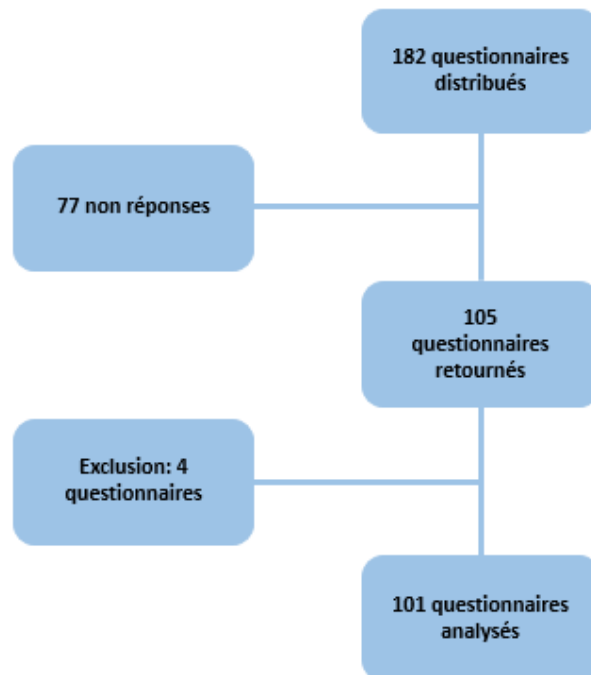 182 questionnaires
distribués
77 non réponses
105
questionnaires
retournés
Exclusion: 4
questionnaires
101 questionnaires
analysés